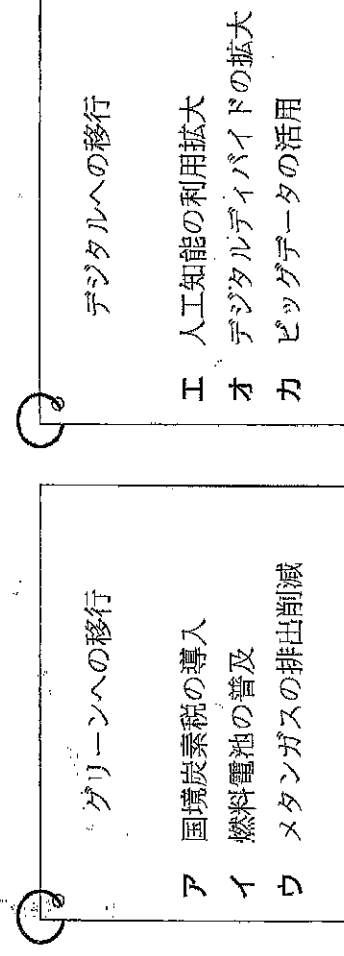 グリーンへの移行
ア 国境炭素税の導入
イ 燃料電池の普及
ウ メタンガスの排出削減
デジタルへの移行
エ 人工知能の利用拡大
オ デジタルディバイドの拡大
カ ビッグデータの活用